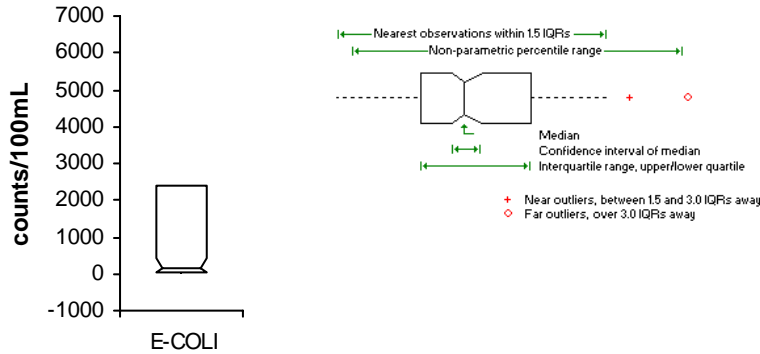 counts/100mL
7000
6000
5000
4000
3000
2000
1000
0
-1000
E-COLI
Nearest observations within 1.5 IQRs
Non-parametric percentile range
Median
Confidence interval of median
Interquartile range, upper/lower quartile
+ Near outliers, between 1.5 and 3.0 IQRs away
Far outliers, over 3.0 IQRs away